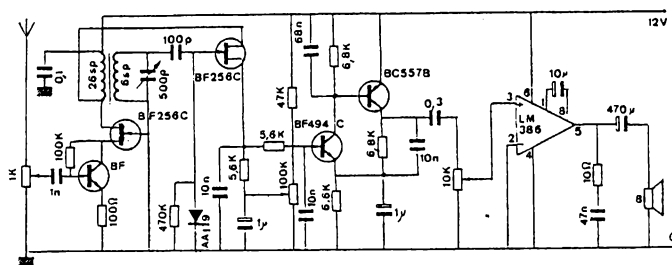 12V
68n
6,8K
100p
BF256C
BC557B
0,1
26sp
6sp
500p
47K
0,3
10µ
470µ
6
1
8
3
LM
386
5
2
4
BF256C
BF494 C
5,6K
6,8K
10n
10K
100K
BF
1K
1n
5,6K
100K
10n
10n
10Ω
8
100Ω
470K
AA119
1µ
6.6K
1µ
47n